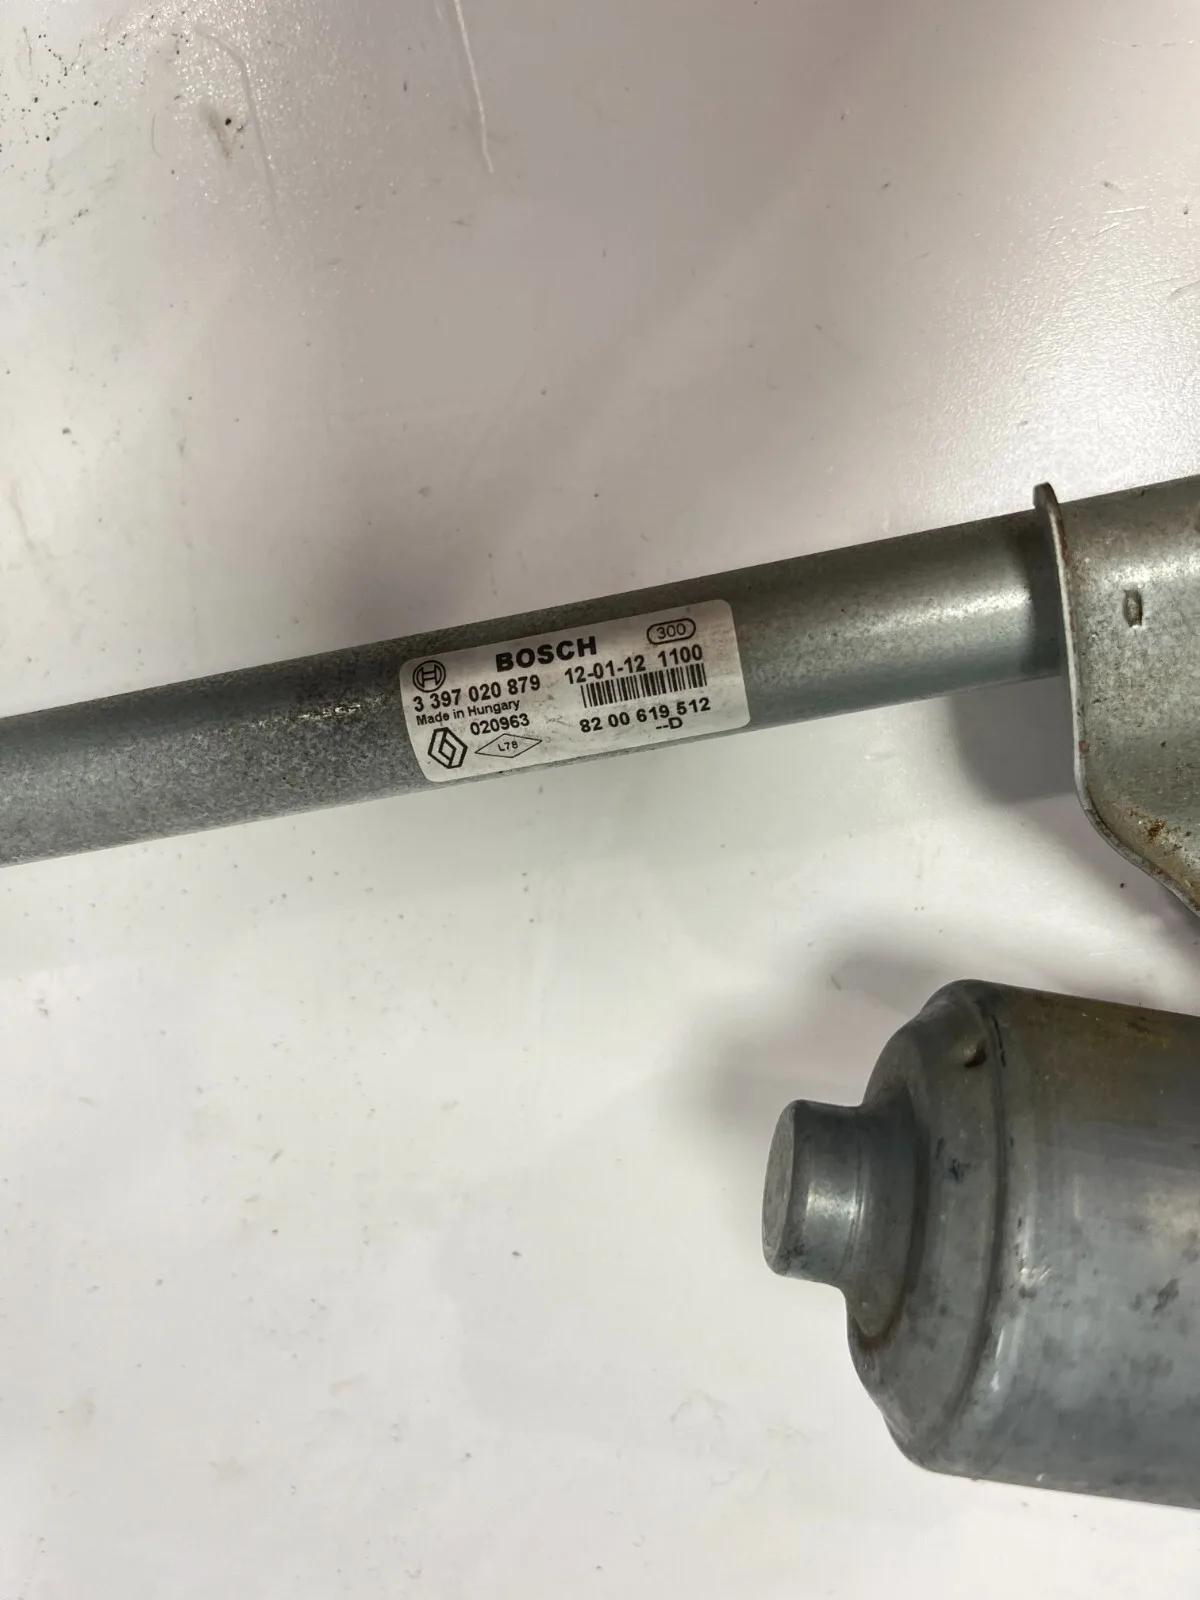 BOSCH 300
3 397 020 879 12-01-12 1100
Made in Hungary
020963 82 00 619 512
L78 --D